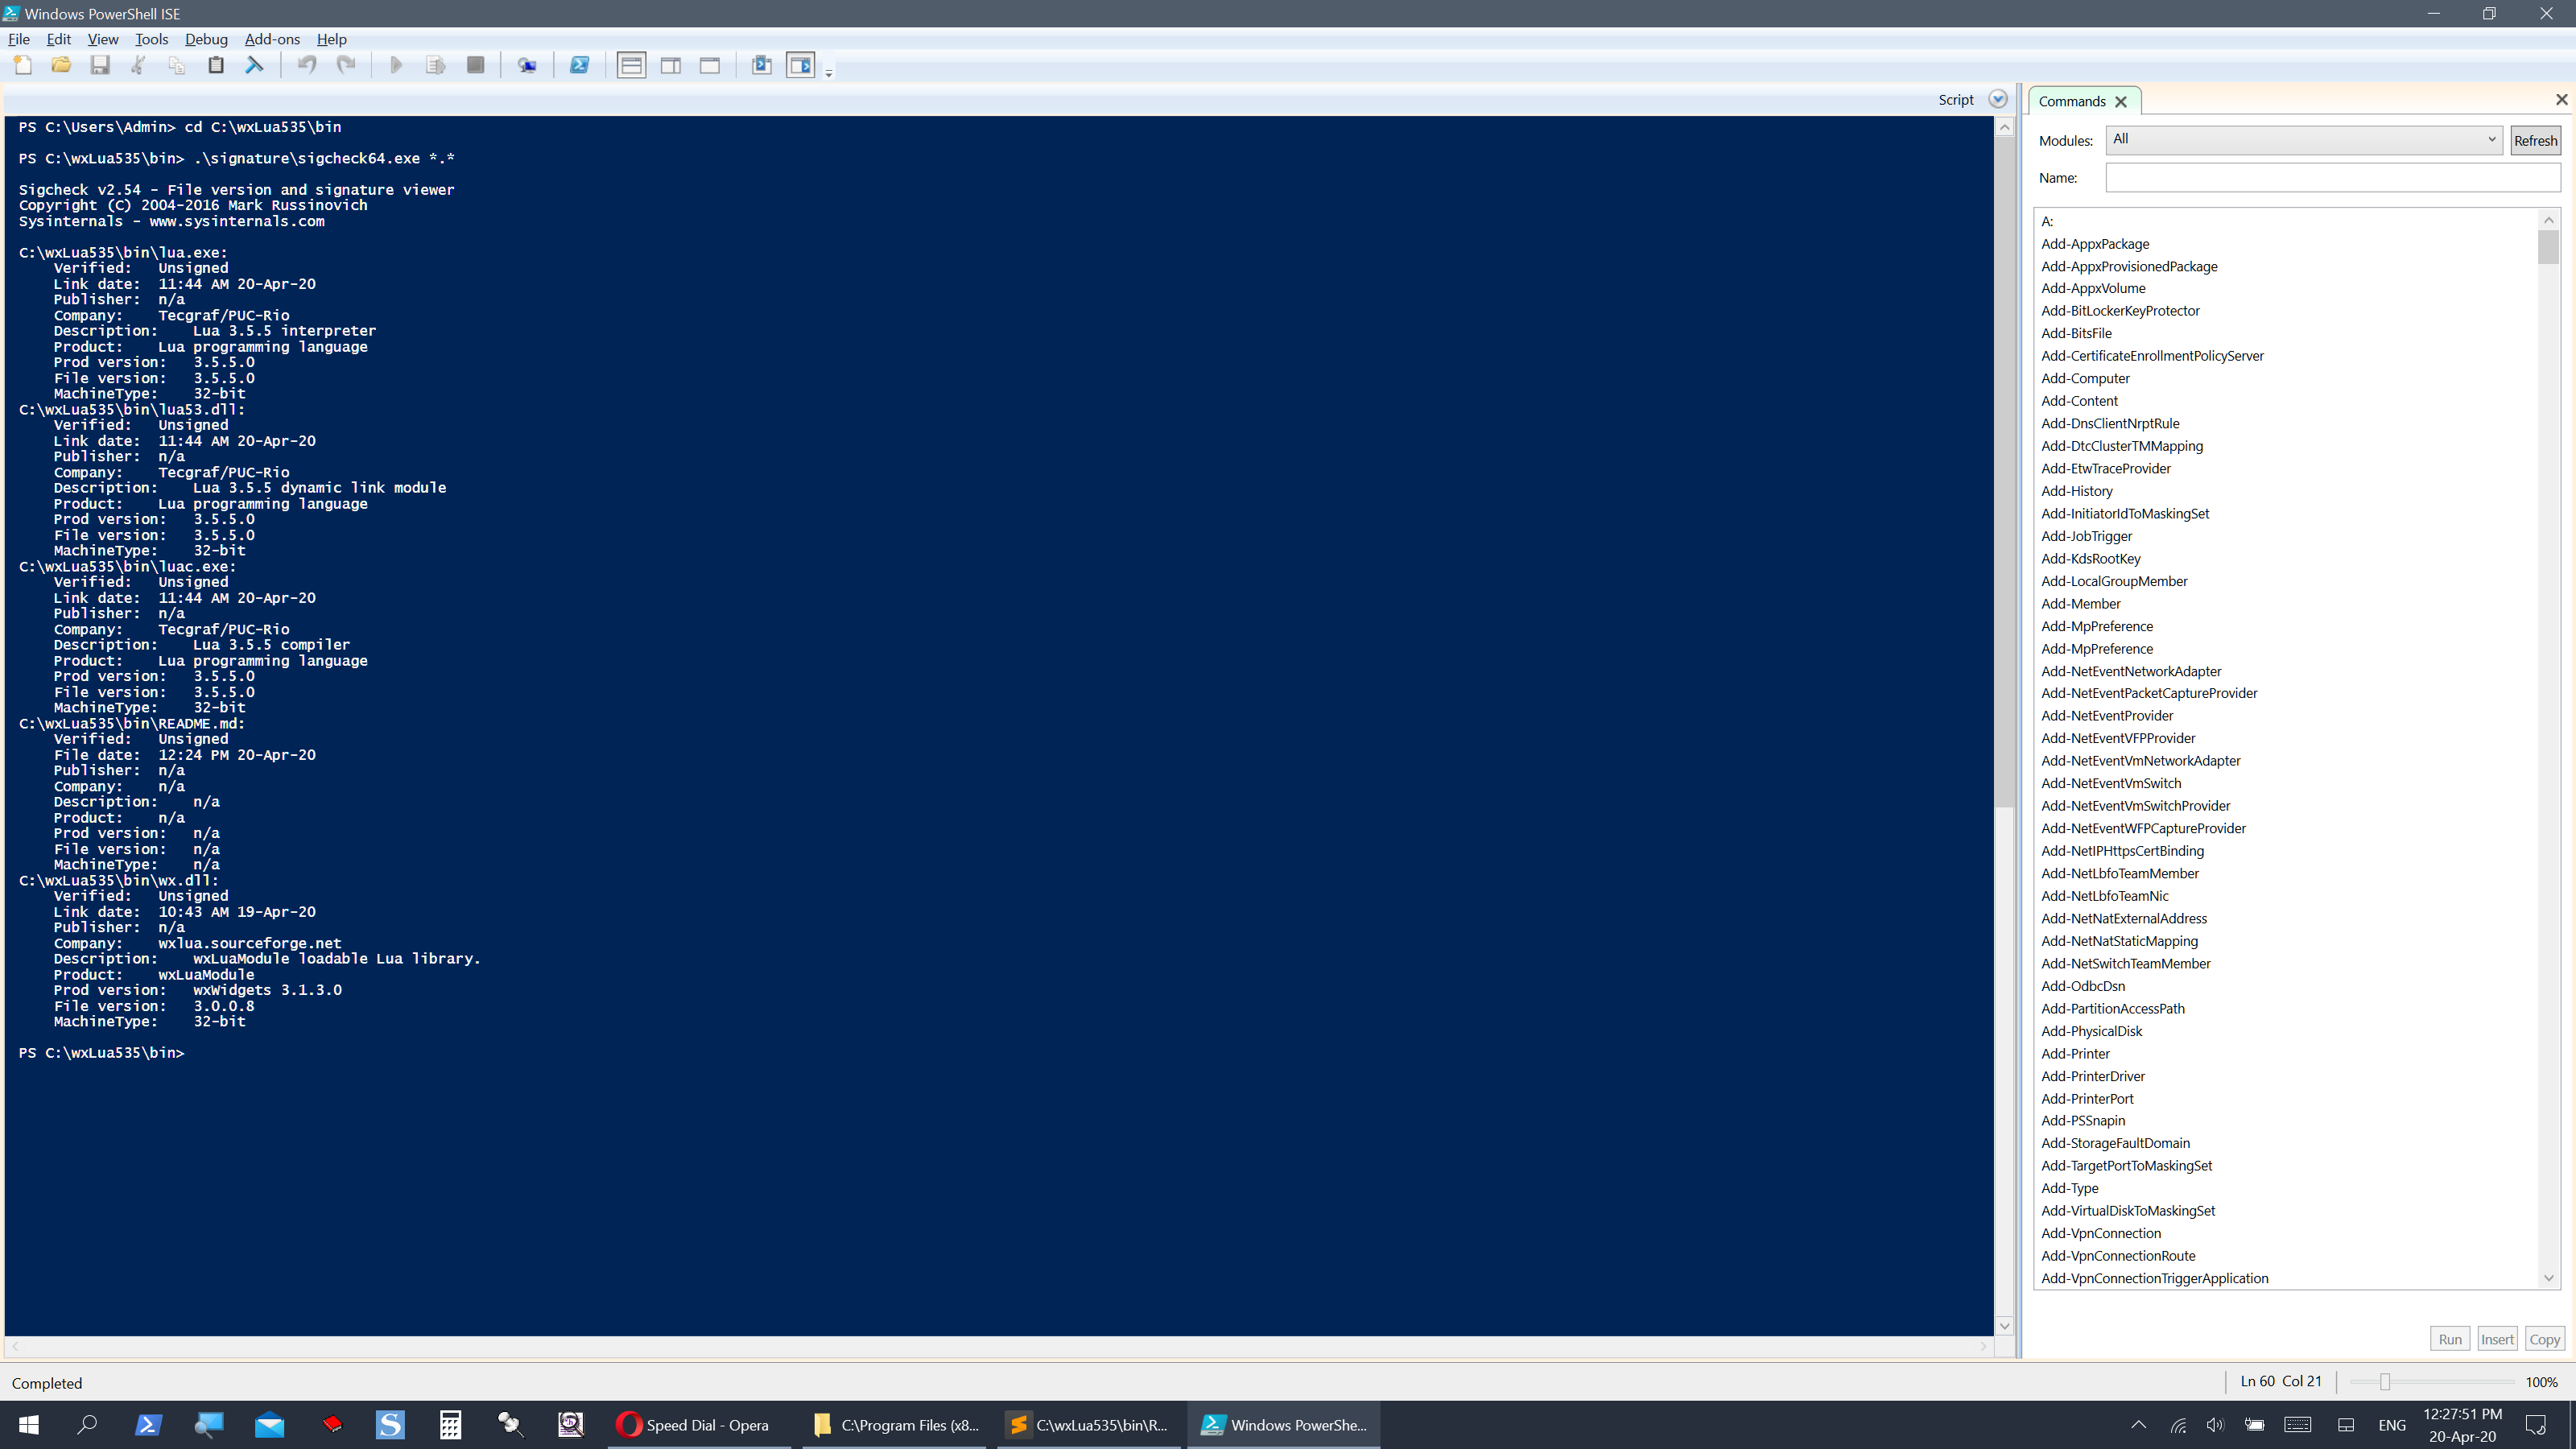 Windows PowerShell ISE
File Edit View Tools Debug Add-ons Help
Script
PS C:\Users\Admin> cd C:\wxLua535\bin
PS C:\wxLua535\bin> .\signature\sigcheck64.exe *.*
Sigcheck v2.54 - File version and signature viewer
Copyright (C) 2004-2016 Mark Russinovich
Sysinternals - www.sysinternals.com
C:\wxLua535\bin\lua.exe:
Verified: Unsigned
Link date: 11:44 AM 20-Apr-20
Publisher: n/a
Company: Tecgraf/PUC-Rio
Description: Lua 3.5.5 interpreter
Product: Lua programming language
Prod version: 3.5.5.0
File version: 3.5.5.0
MachineType: 32-bit
C:\wxLua535\bin\lua53.dll:
Verified: Unsigned
Link date: 11:44 AM 20-Apr-20
Publisher: n/a
Company: Tecgraf/PUC-Rio
Description: Lua 3.5.5 dynamic link module
Product: Lua programming language
Prod version: 3.5.5.0
File version: 3.5.5.0
MachineType: 32-bit
C:\wxLua535\bin\luac.exe:
Verified: Unsigned
Link date: 11:44 AM 20-Apr-20
Publisher: n/a
Company: Tecgraf/PUC-Rio
Description: Lua 3.5.5 compiler
Product: Lua programming language
Prod version: 3.5.5.0
File version: 3.5.5.0
MachineType: 32-bit
C:\wxLua535\bin\README.md:
Verified: Unsigned
File date: 12:24 PM 20-Apr-20
Publisher: n/a
Company: n/a
Description: n/a
Product: n/a
Prod version: n/a
File version: n/a
MachineType: n/a
C:\wxLua535\bin\wx.dll:
Verified: Unsigned
Link date: 10:43 AM 19-Apr-20
Publisher: n/a
Company: wxlua.sourceforge.net
Description: wxLuaModule loadable Lua library.
Product: wxLuaModule
Prod version: wxWidgets 3.1.3.0
File version: 3.0.0.8
MachineType: 32-bit
PS C:\wxLua535\bin>
Commands
Modules: All Refresh
Name:
A:
Add-AppxPackage
Add-AppxProvisionedPackage
Add-AppxVolume
Add-BitLockerKeyProtector
Add-BitsFile
Add-CertificateEnrollmentPolicyServer
Add-Computer
Add-Content
Add-DnsClientNrptRule
Add-DtcClusterTMMapping
Add-EtwTraceProvider
Add-History
Add-InitiatorIdToMaskingSet
Add-JobTrigger
Add-KdsRootKey
Add-LocalGroupMember
Add-Member
Add-MpPreference
Add-MpPreference
Add-NetEventNetworkAdapter
Add-NetEventPacketCaptureProvider
Add-NetEventProvider
Add-NetEventVFPProvider
Add-NetEventVmNetworkAdapter
Add-NetEventVmSwitch
Add-NetEventVmSwitchProvider
Add-NetEventWFPCaptureProvider
Add-NetIPHttpsCertBinding
Add-NetLbfoTeamMember
Add-NetLbfoTeamNic
Add-NetNatExternalAddress
Add-NetNatStaticMapping
Add-NetSwitchTeamMember
Add-OdbcDsn
Add-PartitionAccessPath
Add-PhysicalDisk
Add-Printer
Add-PrinterDriver
Add-PrinterPort
Add-PSSnapin
Add-StorageFaultDomain
Add-TargetPortToMaskingSet
Add-Type
Add-VirtualDiskToMaskingSet
Add-VpnConnection
Add-VpnConnectionRoute
Add-VpnConnectionTriggerApplication
Run Insert Copy
Completed
Ln 60 Col 21 100%
Speed Dial - Opera
C:\Program Files (x8...
C:\wxLua535\bin\R...
Windows PowerShe...
ENG
12:27:51 PM
20-Apr-20